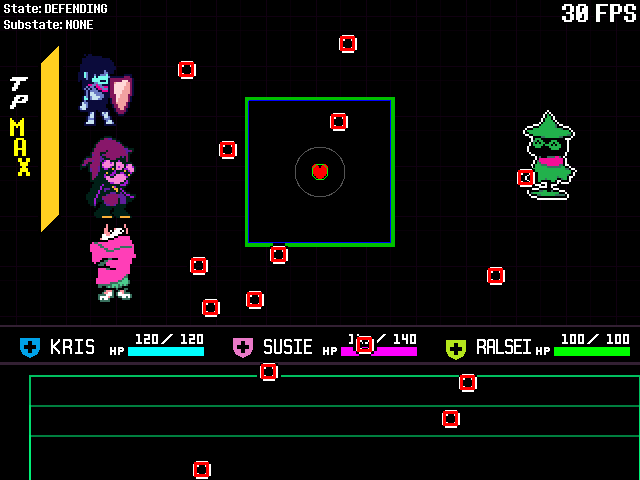 State: DEFENDING
Substate: NONE
30 FPS
TP
MAX
KRIS HP 120/ 120
SUSIE HP / 140
RALSEI HP 100/ 100